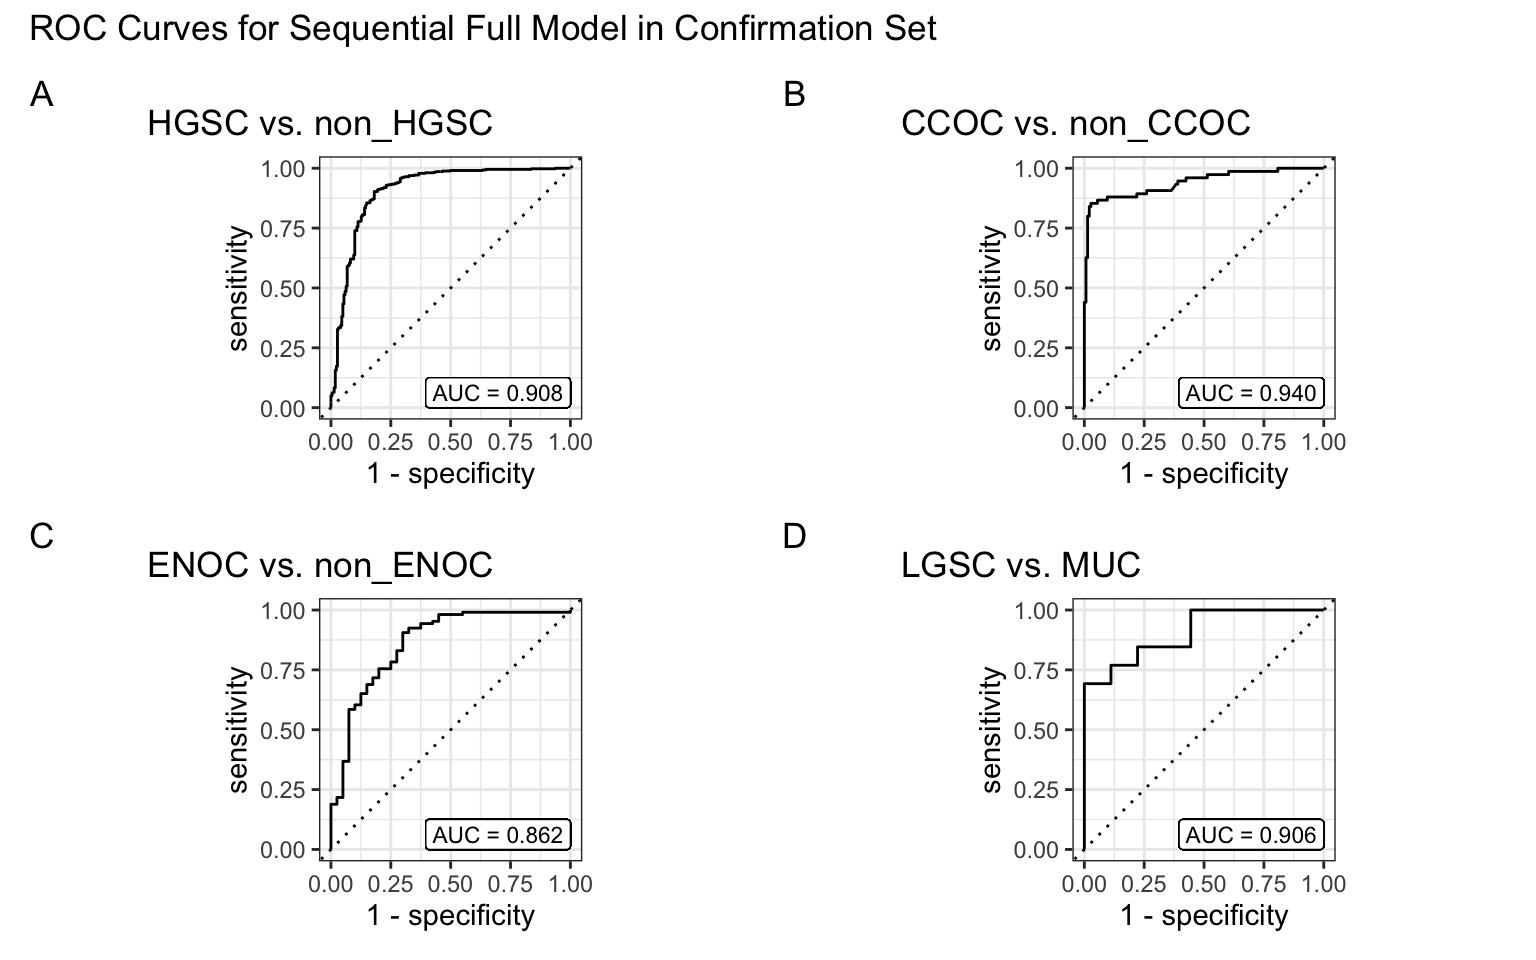 ROC Curves for Sequential Full Model in Confirmation Set
A
HGSC vs. non_HGSC
sensitivity
1.00
0.75
0.50
0.25
0.00
AUC = 0.908
0.00 0.25 0.50 0.75 1.00
1 - specificity
B
CCOC vs. non_CCOC
sensitivity
1.00
0.75
0.50
0.25
0.00
AUC = 0.940
0.00 0.25 0.50 0.75 1.00
1 - specificity
C
ENOC vs. non_ENOC
sensitivity
1.00
0.75
0.50
0.25
0.00
AUC = 0.862
0.00 0.25 0.50 0.75 1.00
1 - specificity
D
LGSC vs. MUC
sensitivity
1.00
0.75
0.50
0.25
0.00
AUC = 0.906
0.00 0.25 0.50 0.75 1.00
1 - specificity